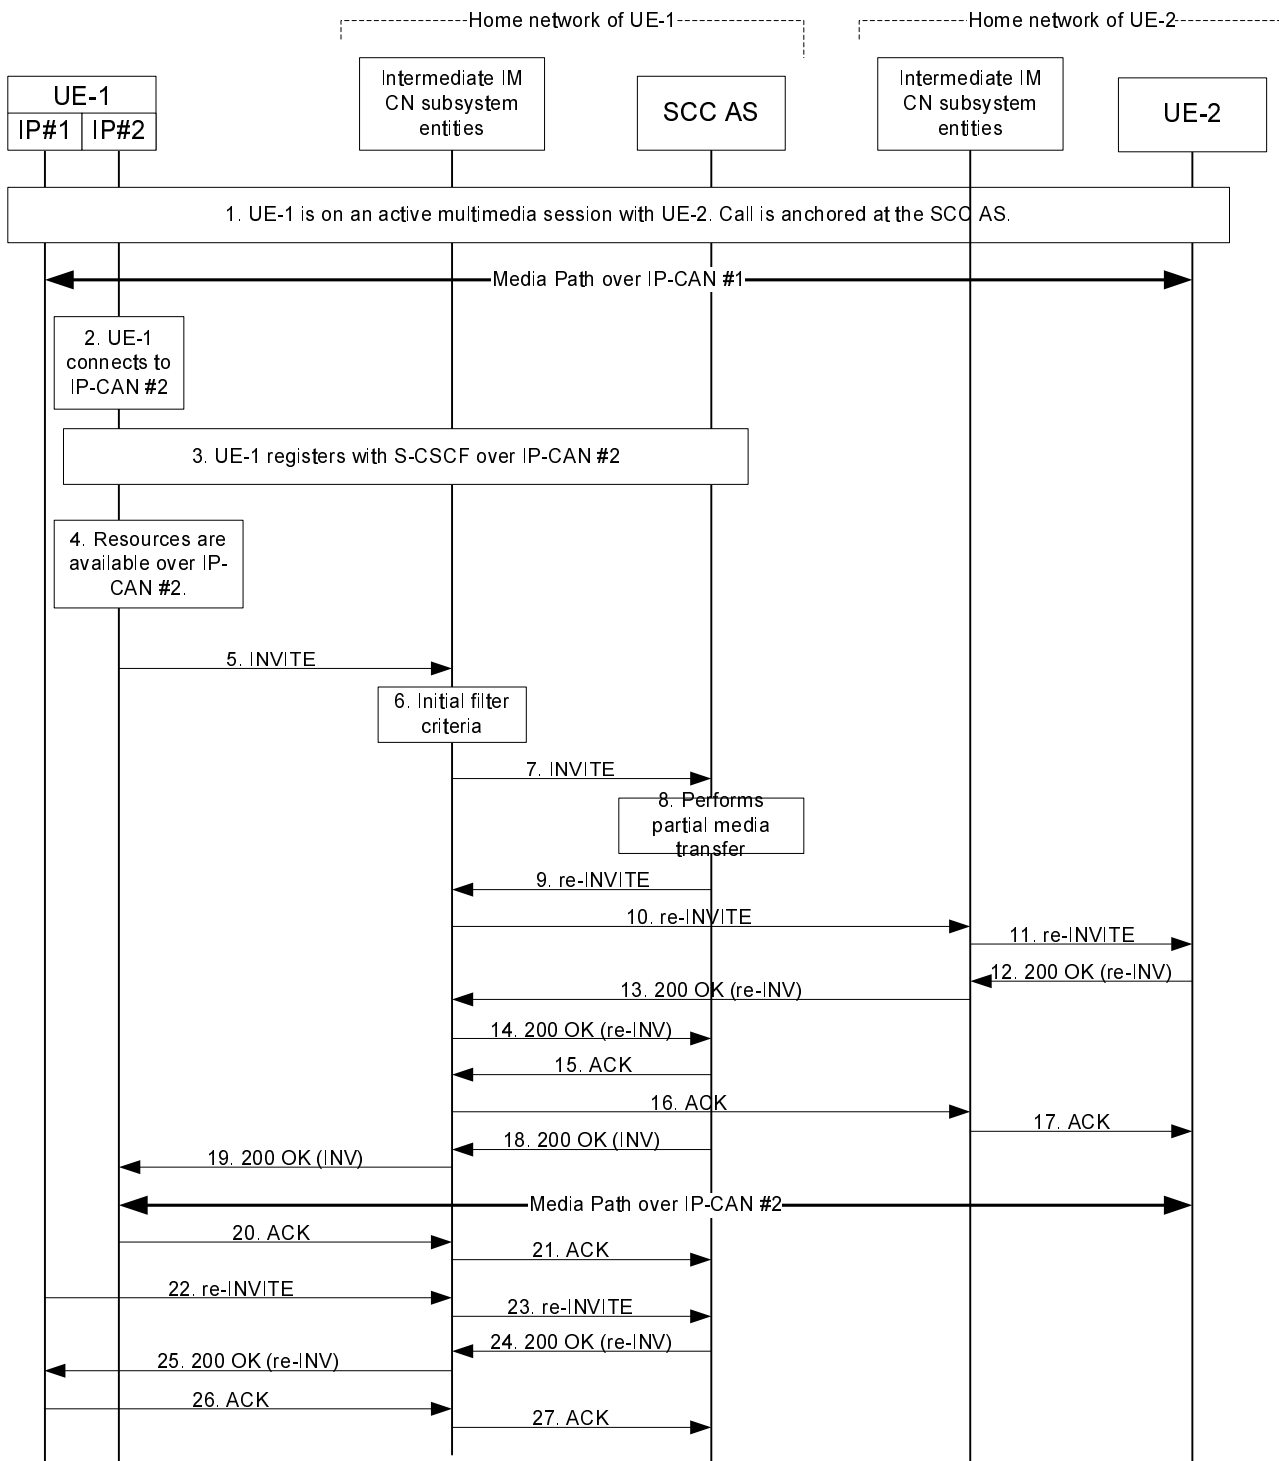 Home network of UE-1
Home network of UE-2
UE-1
IP#1
IP#2
Intermediate IM
CN subsystem
entities
SCC AS
Intermediate IM
CN subsystem
entities
UE-2
1. UE-1 is on an active multimedia session with UE-2. Call is anchored at the SCC AS.
Media Path over IP-CAN #1
2. UE-1
connects to
IP-CAN #2
3. UE-1 registers with S-CSCF over IP-CAN #2
4. Resources are
available over IP-
CAN #2.
5. INVITE
6. Initial filter
criteria
7. INVITE
8. Performs
partial media
transfer
9. re-INVITE
10. re-INVITE
11. re-INVITE
12. 200 OK (re-INV)
13. 200 OK (re-INV)
14. 200 OK (re-INV)
15. ACK
16. ACK
17. ACK
18. 200 OK (INV)
19. 200 OK (INV)
Media Path over IP-CAN #2
20. ACK
21. ACK
22. re-INVITE
23. re-INVITE
24. 200 OK (re-INV)
25. 200 OK (re-INV)
26. ACK
27. ACK